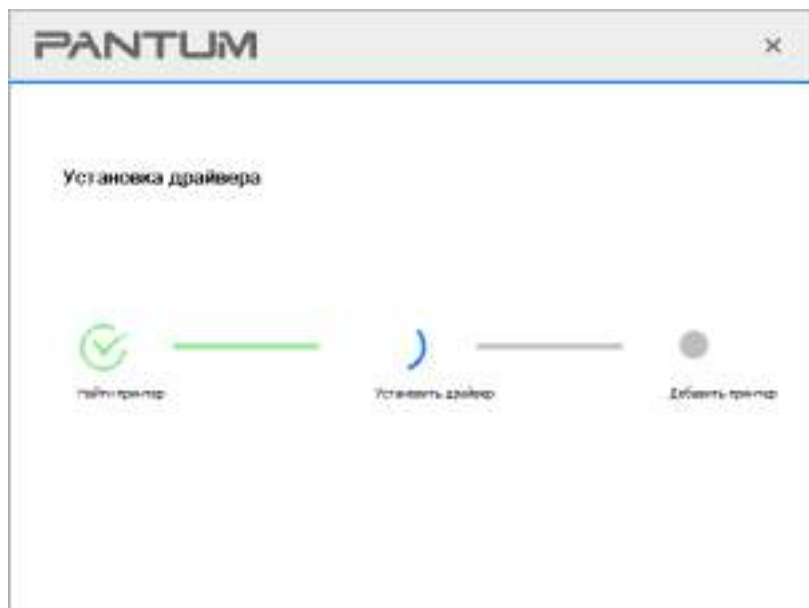 PANTUM
Установка драйвера
Найти принтер
Установить драйвер
Добавить принтер